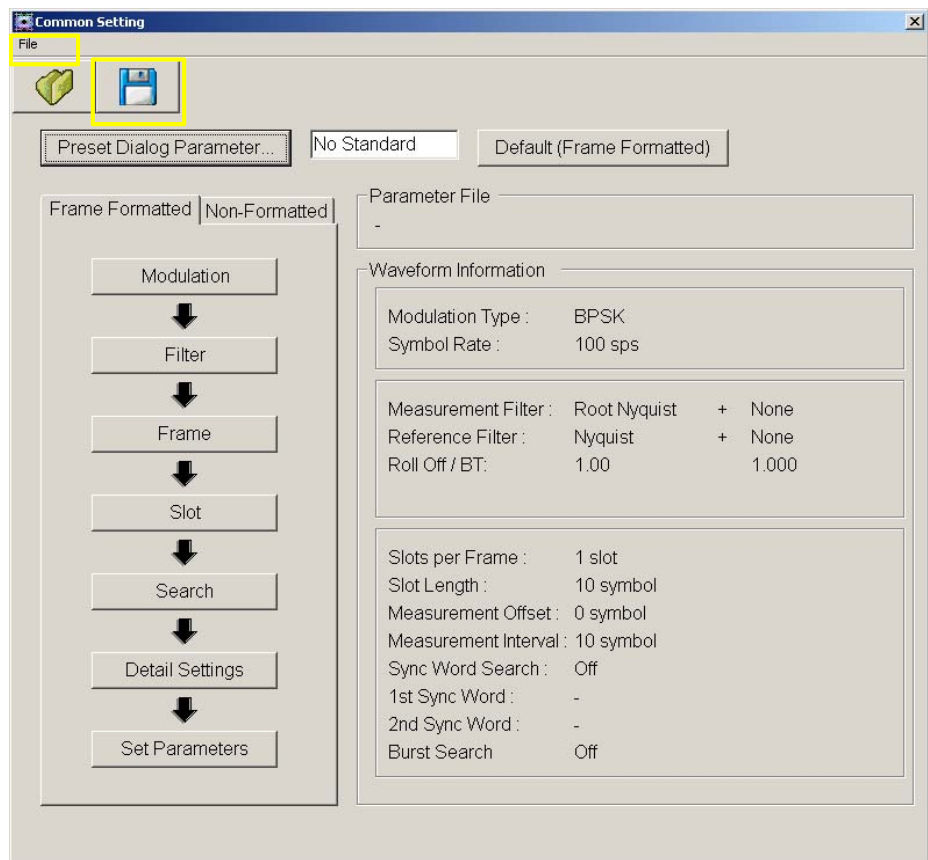 Common Setting
File
Preset Dialog Parameter...
No Standard
Default (Frame Formatted)
Frame Formatted
Non-Formatted
Modulation
Filter
Frame
Slot
Search
Detail Settings
Set Parameters
Parameter File
-
Waveform Information
Modulation Type : BPSK
Symbol Rate : 100 sps
Measurement Filter : Root Nyquist + None
Reference Filter : Nyquist + None
Roll Off / BT: 1.00 1.000
Slots per Frame : 1 slot
Slot Length : 10 symbol
Measurement Offset : 0 symbol
Measurement Interval : 10 symbol
Sync Word Search : Off
1st Sync Word : -
2nd Sync Word : -
Burst Search Off